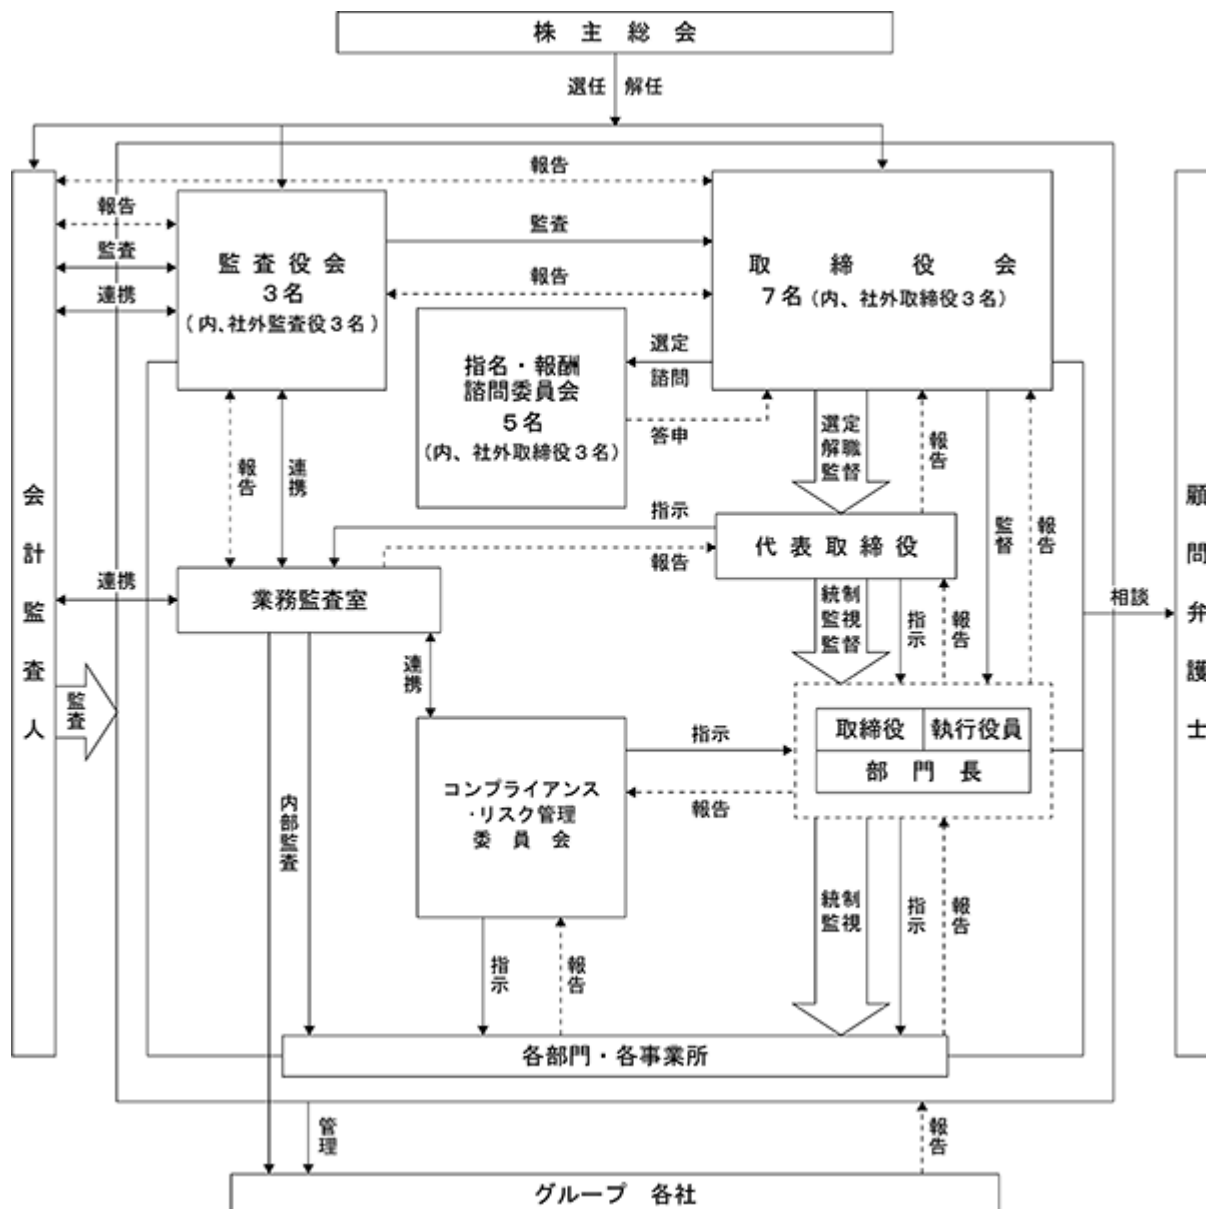 株主総会
選任 解任
報告
報告
監査
連携
監査役会
3名
(内、社外監査役3名)
監査
報告
取締役会
7名(内、社外取締役3名)
指名・報酬
諮問委員会
5名
(内、社外取締役3名)
選定
諮問
答申
選定
解職
監督
報告
監督
報告
報告
連携
指示
報告
代表取締役
会計監査人
連携
業務監査室
統制
監視
監督
指示
報告
相談
顧問弁護士
監査
連携
取締役
執行役員
部門長
指示
報告
コンプライアンス
・リスク管理
委員会
内部監査
指示
報告
統制
監視
指示
報告
各部門・各事業所
管理
報告
グループ 各社